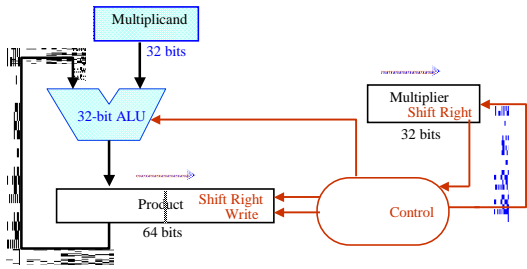 Multiplicand
32 bits
32-bit ALU
Multiplier
Shift Right
32 bits
Product
Shift Right
Write
64 bits
Control